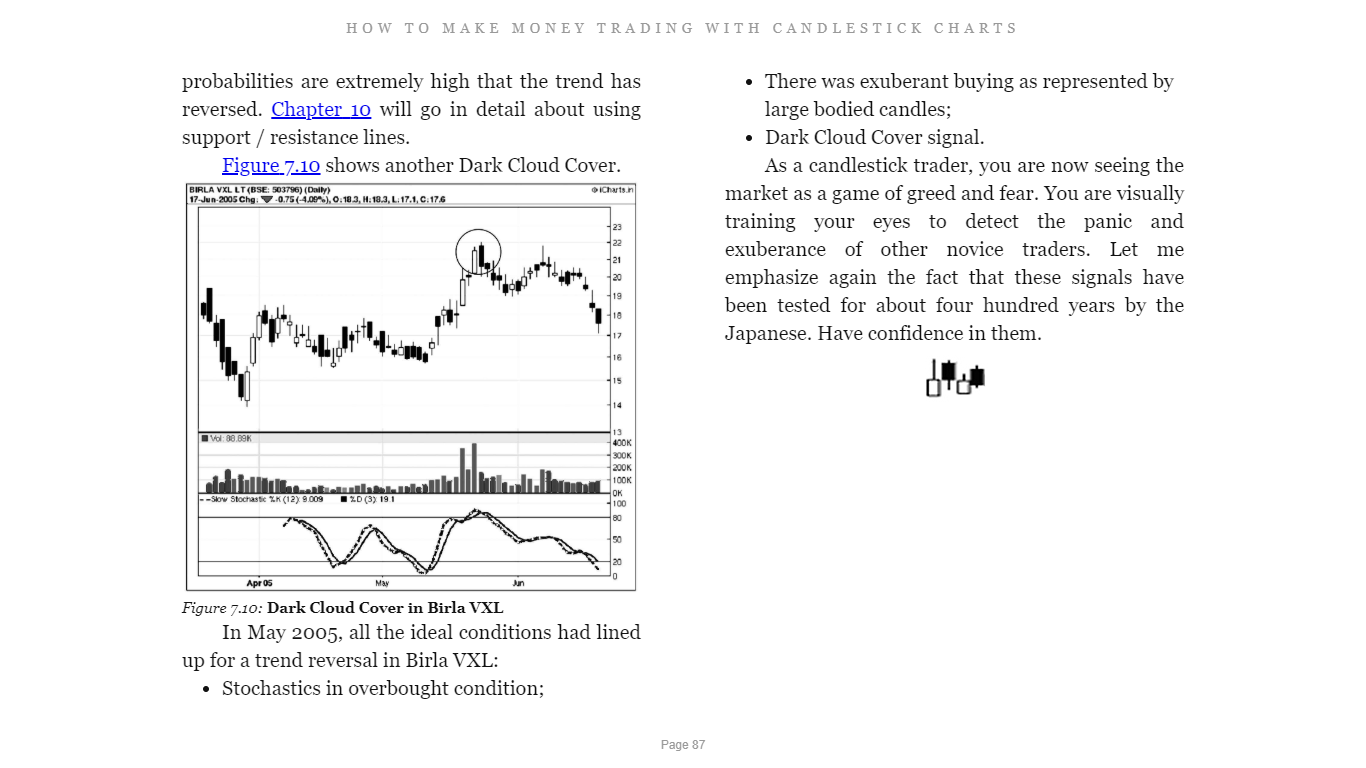 HOW TO MAKE MONEY TRADING WITH CANDLESTICK CHARTS
probabilities are extremely high that the trend has
reversed. Chapter 10 will go in detail about using
support / resistance lines.
Figure 7.10 shows another Dark Cloud Cover.
BIRLA VXL LT (BSE: 503796) (Daily)
© iCharts.in
17-Jun-2005 Chg: -0.75 (-4.09%), O:18.3, H:18.3, L:17.1, C:17.6
23
22
21
20
19
18
17
16
15
14
13
Vol: 88.89K
400K
300K
200K
100K
0K
Slow Stochastic %K (12): 9.009 %D (3): 19.1
100
80
50
20
0
Apr 05 May Jun
Figure 7.10: Dark Cloud Cover in Birla VXL
In May 2005, all the ideal conditions had lined
up for a trend reversal in Birla VXL:
• Stochastics in overbought condition;
• There was exuberant buying as represented by
large bodied candles;
• Dark Cloud Cover signal.
As a candlestick trader, you are now seeing the
market as a game of greed and fear. You are visually
training your eyes to detect the panic and
exuberance of other novice traders. Let me
emphasize again the fact that these signals have
been tested for about four hundred years by the
Japanese. Have confidence in them.
Page 87